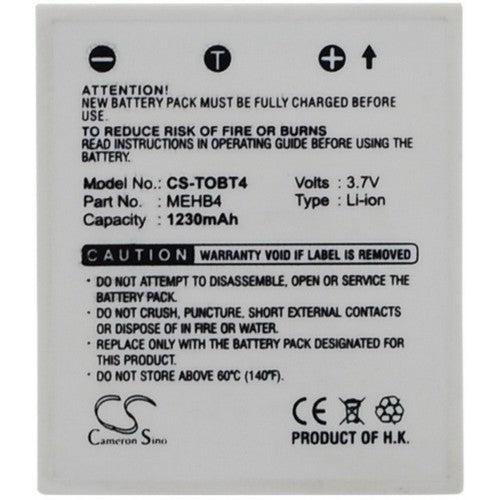 T
ATTENTION!
NEW BATTERY PACK MUST BE FULLY CHARGED BEFORE
USE.
TO REDUCE RISK OF FIRE OR BURNS
READ INSTRUCTIONS IN OPERATING GUIDE BEFORE USING
BATTERY.
Model No.: CS-TOBT4 Volts : 3.7V
Part No. : MEHB4 Type : Li-ion
Capacity : 1230mAh
CAUTION WARRANTY VOID IF LABEL IS REMOVED
• DO NOT ATTEMPT TO DISASSEMBLE, OPEN OR SERVICE THE
BATTERY PACK.
• DO NOT CRUSH, PUNCTURE, SHORT EXTERNAL CONTACTS
OR DISPOSE OF IN FIRE OR WATER.
• REPLACE ONLY WITH THE BATTERY PACK DESIGNATED FOR
THIS PRODUCT.
• DO NOT STORE ABOVE 60℃ (140℉).
CS
Cameron Sino
CE
PRODUCT OF H.K.